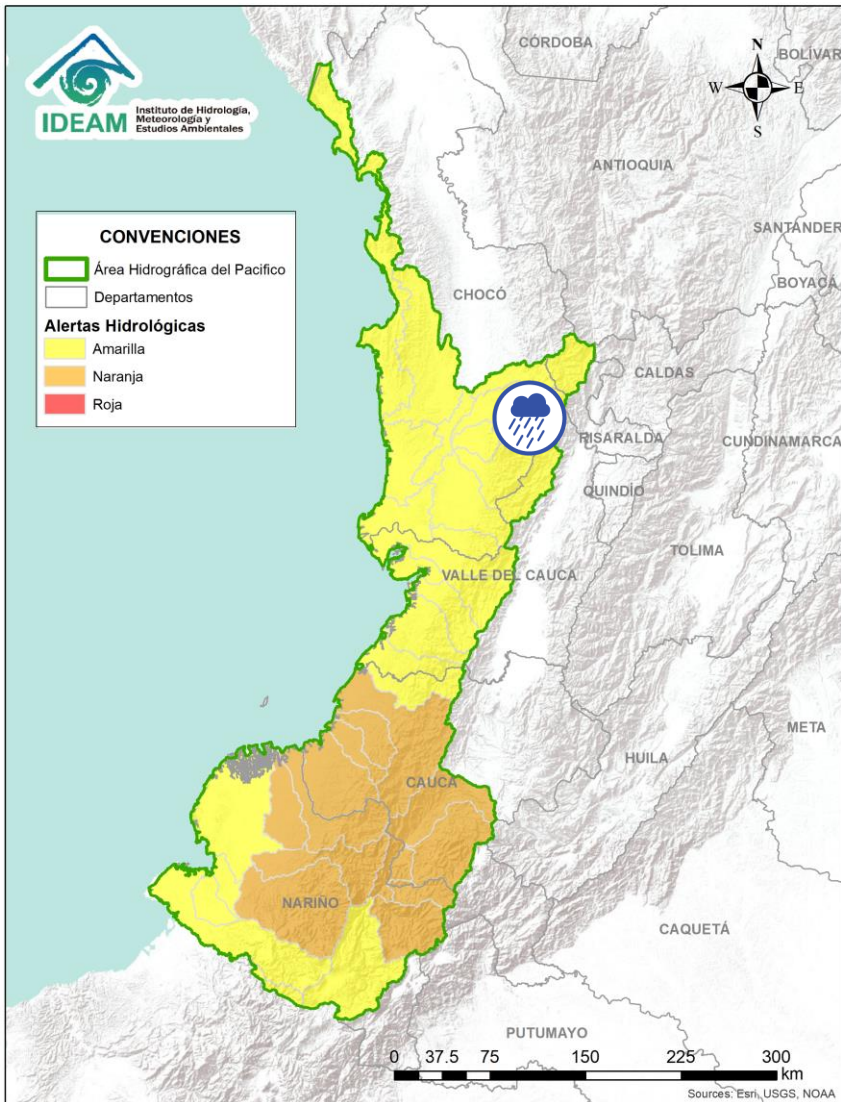 IDEAM
Instituto de Hidrología,
Meteorología y
Estudios Ambientales
CÓRDOBA
BOLÍVAR
N
W
E
S
ANTIOQUIA
SANTANDER
BOYACÁ
CONVENCIONES
Área Hidrográfica del Pacifico
Departamentos
Alertas Hidrológicas
Amarilla
Naranja
Roja
CHOCÓ
CALDAS
RISARALDA
CUNDINAMARCA
QUINDÍO
TOLIMA
VALLE DEL CAUCA
META
HUILA
CAUCA
NARIÑO
CAQUETÁ
PUTUMAYO
0 37.5 75 150 225 300
km
Sources: Esri, USGS, NOAA